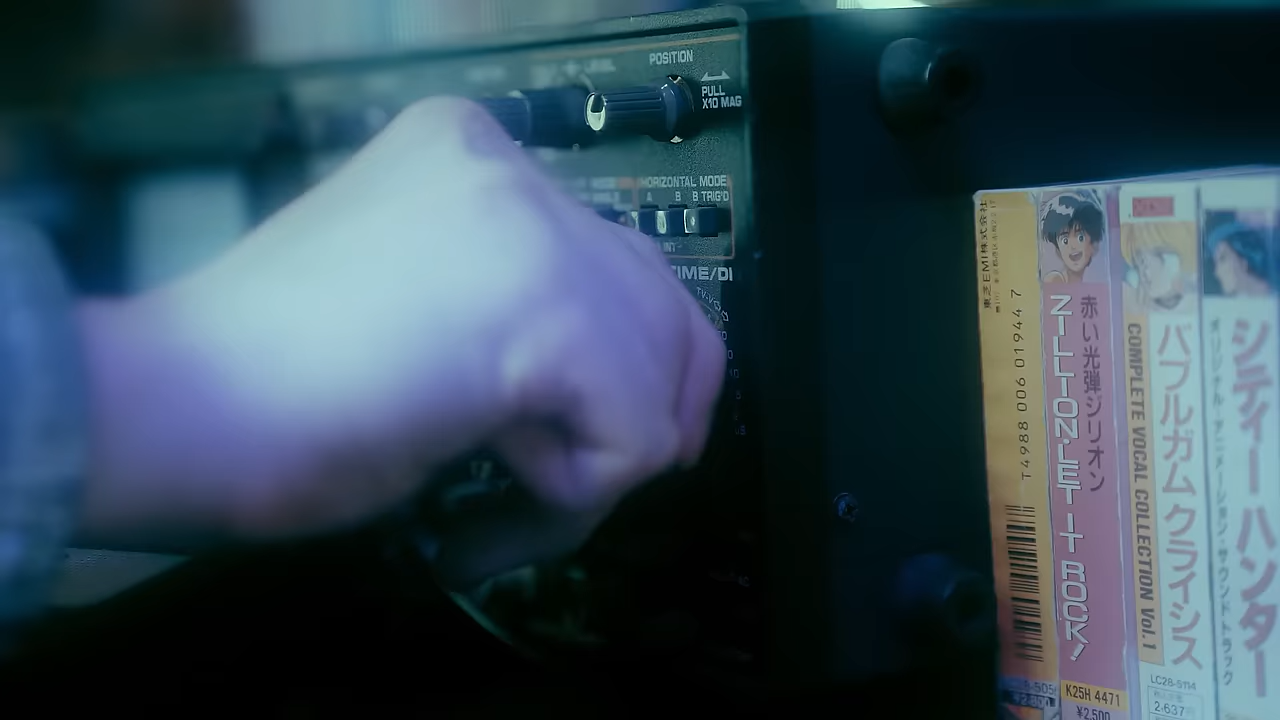 POSITION
PULL
X10 MAG
HORIZONTAL MODE
A B B TRIG'D
TIME/DI
東芝EMI株式会社
T4988 006 01944 7
赤い光弾ジリオン
ZILLION・LET IT ROCK!
K25H 4471
¥2,500
バブルガムクライシス
COMPLETE VOCAL COLLECTION Vol.1
LC28-5114
2,637
シティーハンター
オリジナル・アニメーション・サウンドトラック